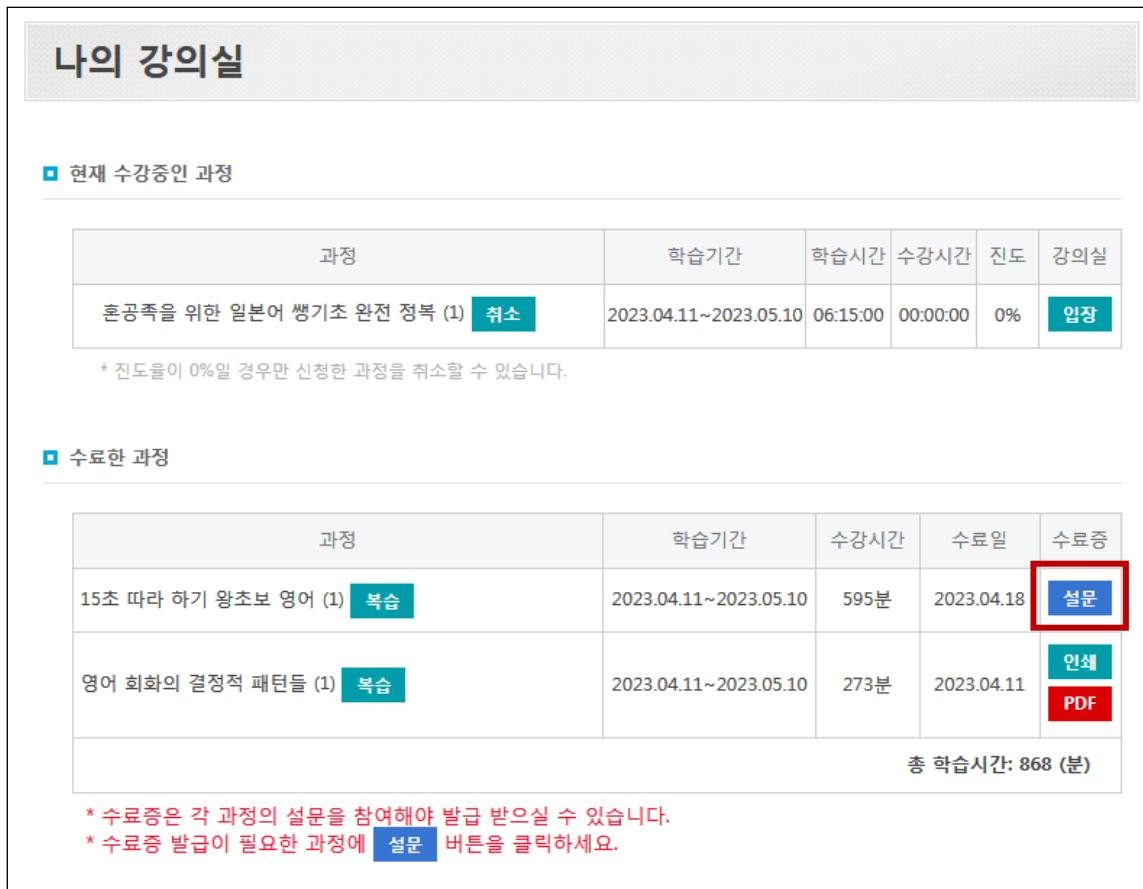 나의 강의실
현재 수강중인 과정
과정 학습기간 학습시간 수강시간 진도 강의실
혼공족을 위한 일본어 쌩기초 완전 정복 (1) 취소 2023.04.11~2023.05.10 06:15:00 00:00:00 0% 입장
* 진도율이 0%일 경우만 신청한 과정을 취소할 수 있습니다.
수료한 과정
과정 학습기간 수강시간 수료일 수료증
15초 따라 하기 왕초보 영어 (1) 복습 2023.04.11~2023.05.10 595분 2023.04.18 설문
영어 회화의 결정적 패턴들 (1) 복습 2023.04.11~2023.05.10 273분 2023.04.11 인쇄
PDF
총 학습시간: 868 (분)
* 수료증은 각 과정의 설문을 참여해야 발급 받으실 수 있습니다.
* 수료증 발급이 필요한 과정에 설문 버튼을 클릭하세요.